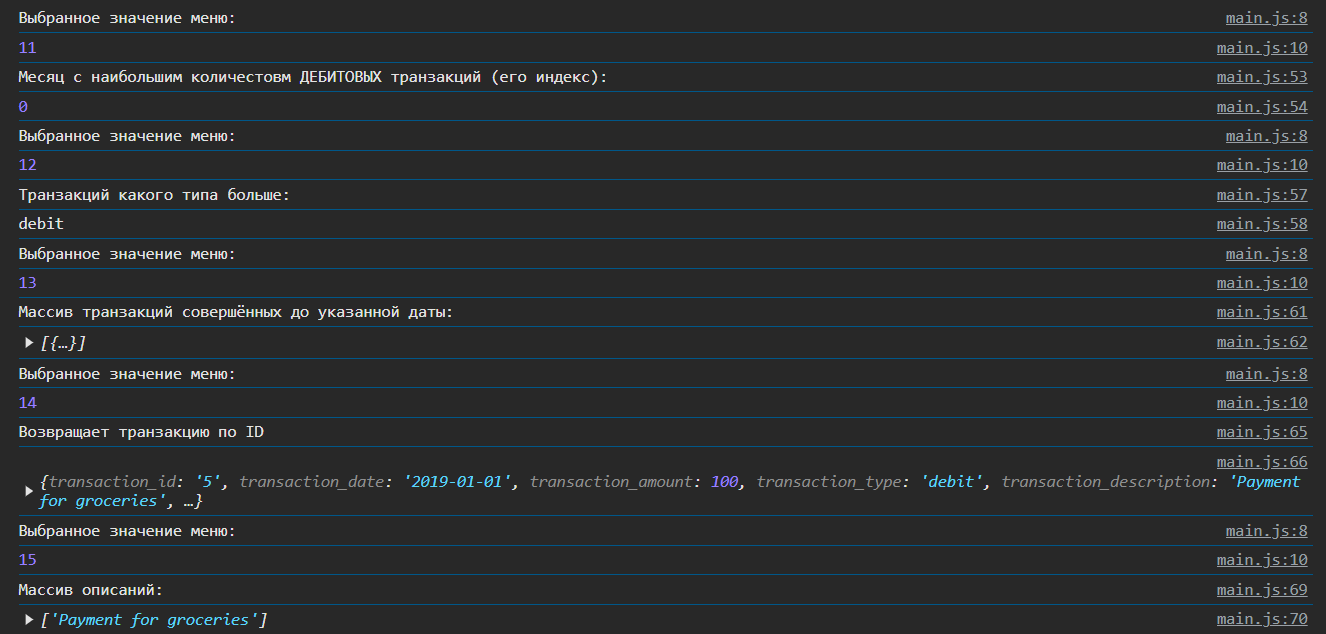 Выбранное значение меню: main.js:8
11 main.js:10
Месяц с наибольшим количестовм ДЕБИТОВЫХ транзакций (его индекс): main.js:53
0 main.js:54
Выбранное значение меню: main.js:8
12 main.js:10
Транзакций какого типа больше: main.js:57
debit main.js:58
Выбранное значение меню: main.js:8
13 main.js:10
Массив транзакций совершённых до указанной даты: main.js:61
▶ [{…}] main.js:62
Выбранное значение меню: main.js:8
14 main.js:10
Возвращает транзакцию по ID main.js:65
main.js:66
▶ {transaction_id: '5', transaction_date: '2019-01-01', transaction_amount: 100, transaction_type: 'debit', transaction_description: 'Payment
for groceries', …}
Выбранное значение меню: main.js:8
15 main.js:10
Массив описаний: main.js:69
▶ ['Payment for groceries'] main.js:70